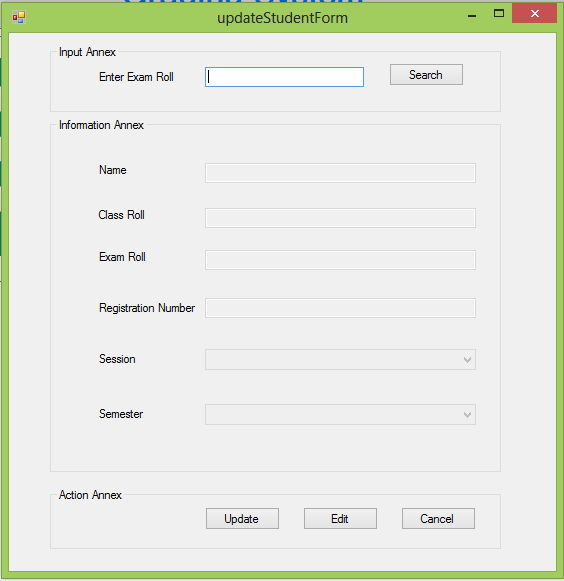 updateStudentForm
Input Annex
Enter Exam Roll
Search
Information Annex
Name
Class Roll
Exam Roll
Registration Number
Session
Semester
Action Annex
Update Edit Cancel